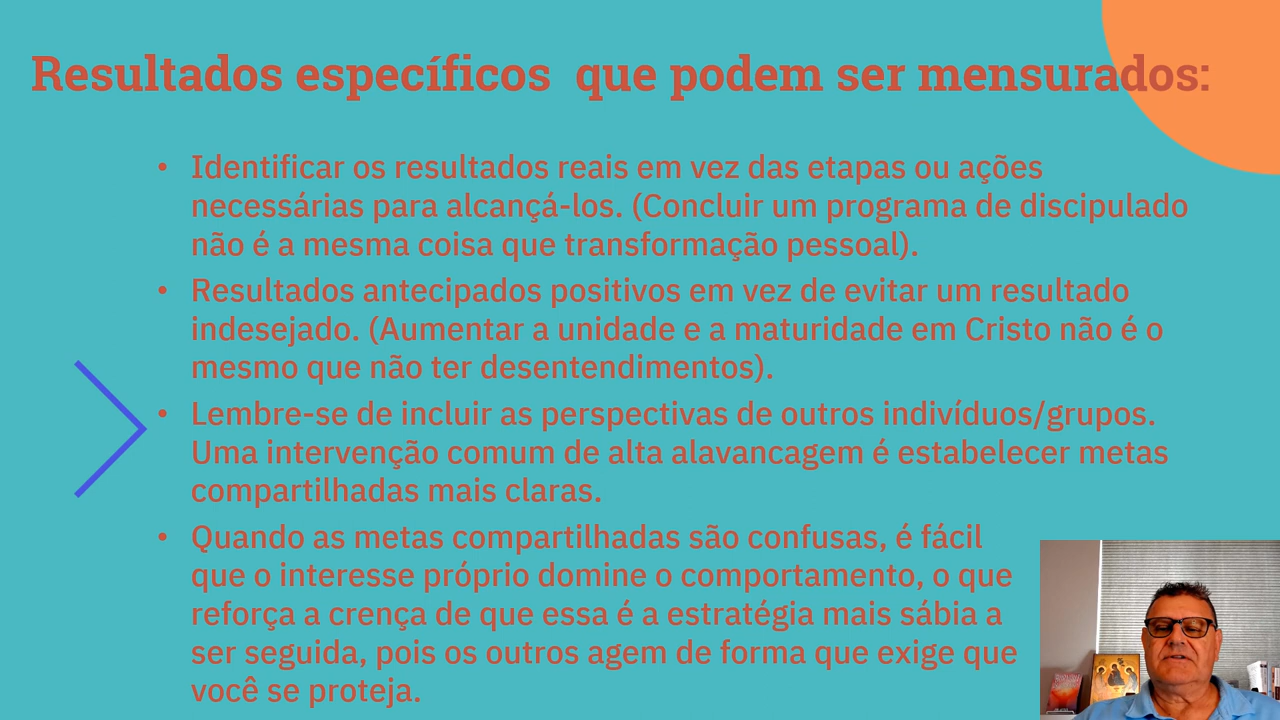 Resultados específicos  que podem ser mensurados:
• Identificar os resultados reais em vez das etapas ou ações
necessárias para alcançá-los. (Concluir um programa de discipulado
não é a mesma coisa que transformação pessoal).
• Resultados antecipados positivos em vez de evitar um resultado
indesejado. (Aumentar a unidade e a maturidade em Cristo não é o
mesmo que não ter desentendimentos).
• Lembre-se de incluir as perspectivas de outros indivíduos/grupos.
Uma intervenção comum de alta alavancagem é estabelecer metas
compartilhadas mais claras.
• Quando as metas compartilhadas são confusas, é fácil
que o interesse próprio domine o comportamento, o que
reforça a crença de que essa é a estratégia mais sábia a
ser seguida, pois os outros agem de forma que exige que
você se proteja.